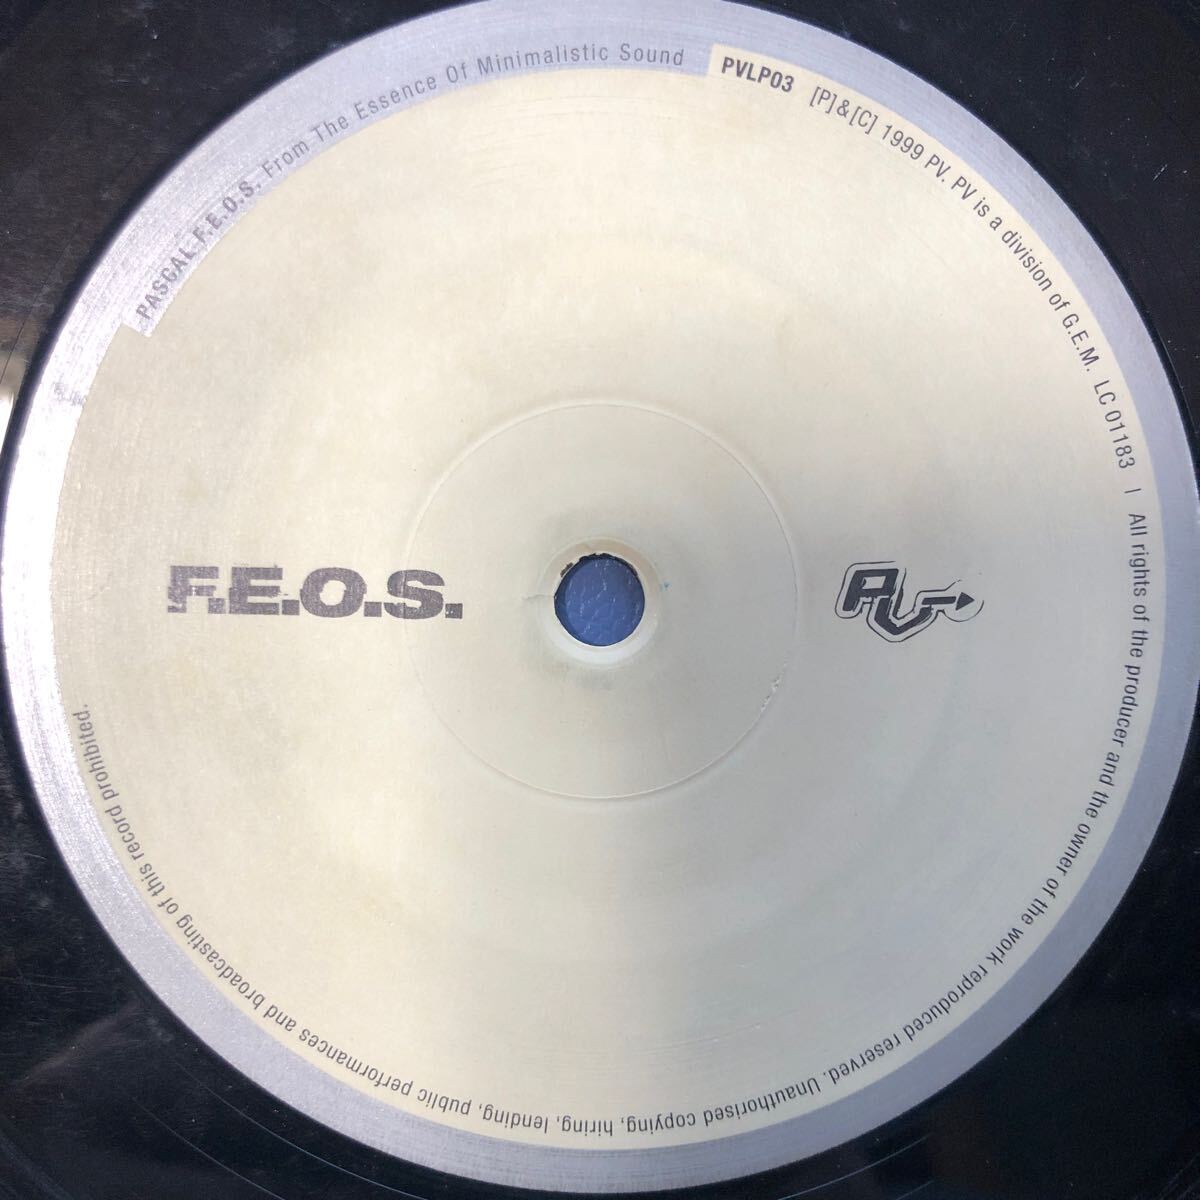 PASCAL F.E.O.S. From The Essence Of Minimalistic Sound
PVLP03 [P]&[C] 1999 PV. PV is a division of G.E.M. LC 01183 | All rights of the producer and the owner of the work reproduced reserved. Unauthorised copying, hiring, lending, public performances and broadcasting of this record prohibited.
F.E.O.S.
PV